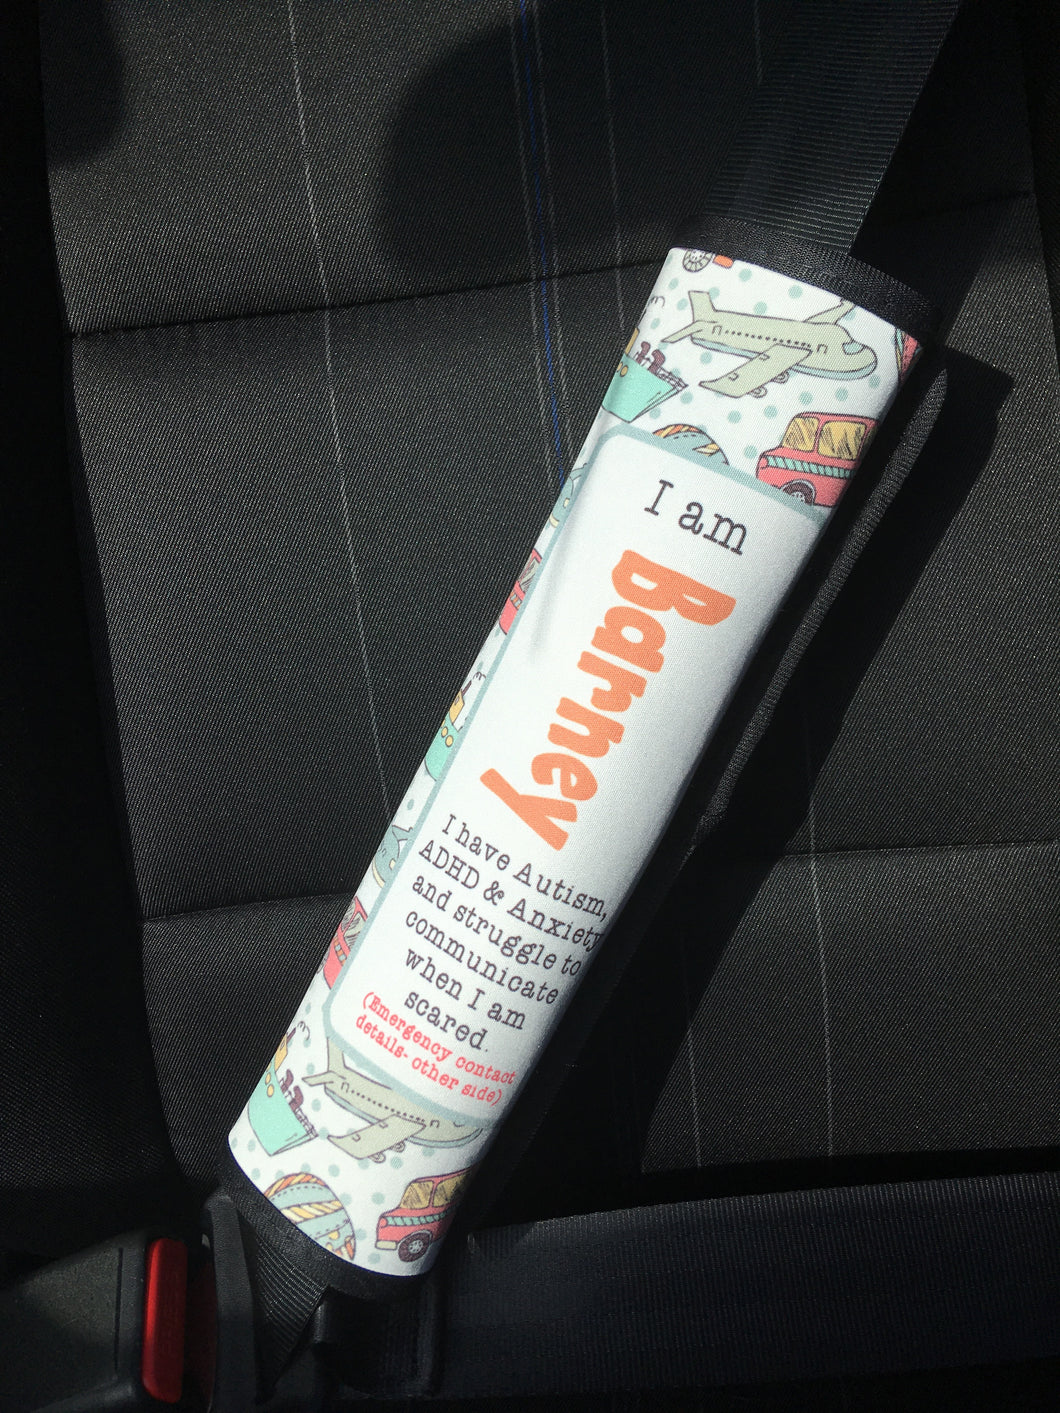 I am
Barney
I have Autism,
ADHD & Anxiety
and struggle to
communicate
when I am
scared.
(Emergency contact
details- other side)